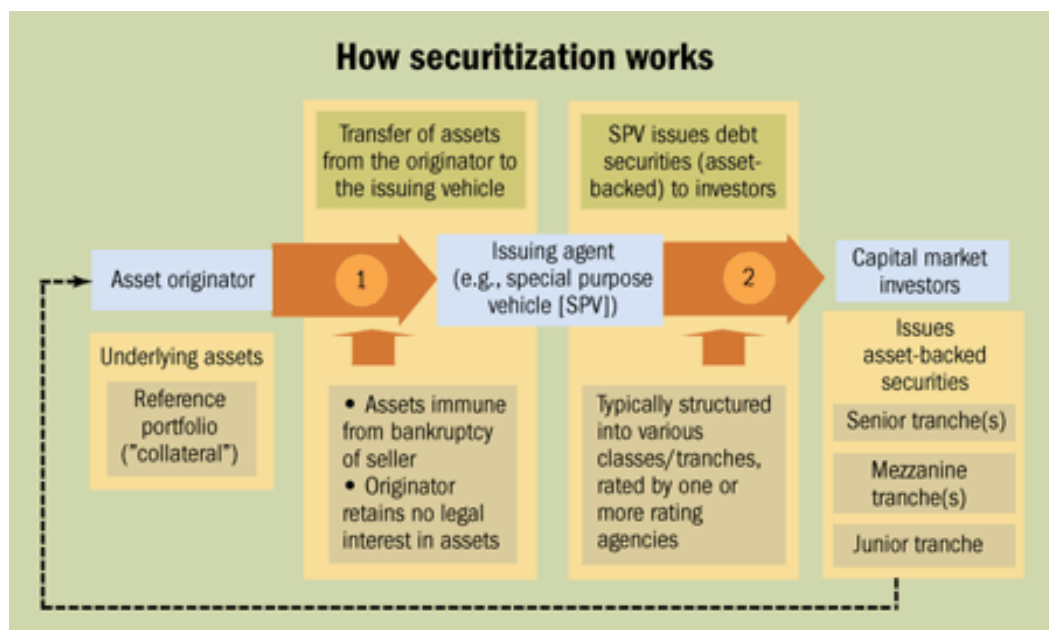 How securitization works
Transfer of assets
from the originator to
the issuing vehicle
SPV issues debt
securities (asset-
backed) to investors
Asset originator
1
Issuing agent
(e.g., special purpose
vehicle [SPV])
2
Capital market
investors
Underlying assets
Reference
portfolio
(”collateral”)
• Assets immune
from bankruptcy
of seller
• Originator
retains no legal
interest in assets
Typically structured
into various
classes/tranches,
rated by one or
more rating
agencies
Issues
asset-backed
securities
Senior tranche(s)
Mezzanine
tranche(s)
Junior tranche